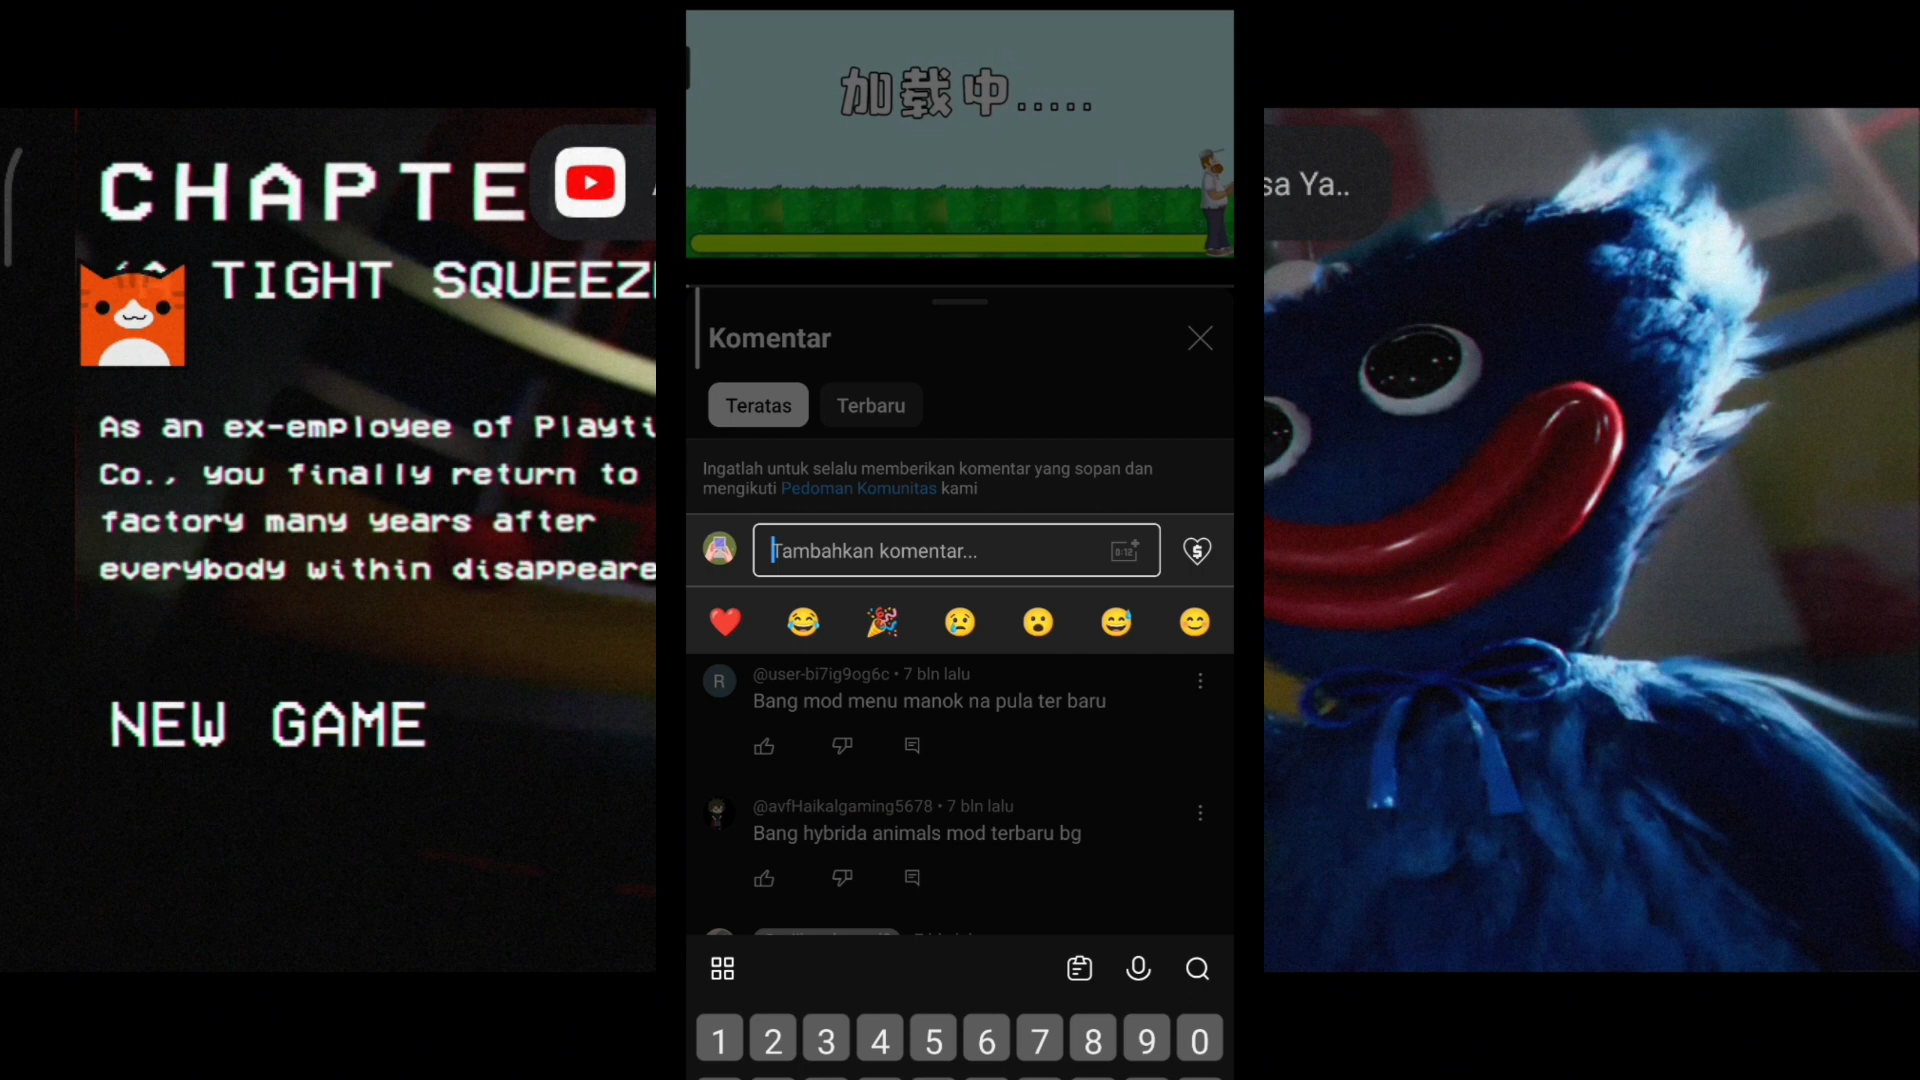 CHAPTE
TIGHT SQUEEZ
As an ex-employee of Playti
Co., you finally return to
factory many years after
everybody within disappeare
NEW GAME
加载中.....
Komentar
Teratas
Terbaru
Ingatlah untuk selalu memberikan komentar yang sopan dan
mengikuti Pedoman Komunitas kami
Tambahkan komentar...
0:12
@user-bi7ig9og6c • 7 bln lalu
R
Bang mod menu manok na pula ter baru
@avfHaikalgaming5678 • 7 bln lalu
Bang hybrida animals mod terbaru bg
1 2 3 4 5 6 7 8 9 0
sa Ya..